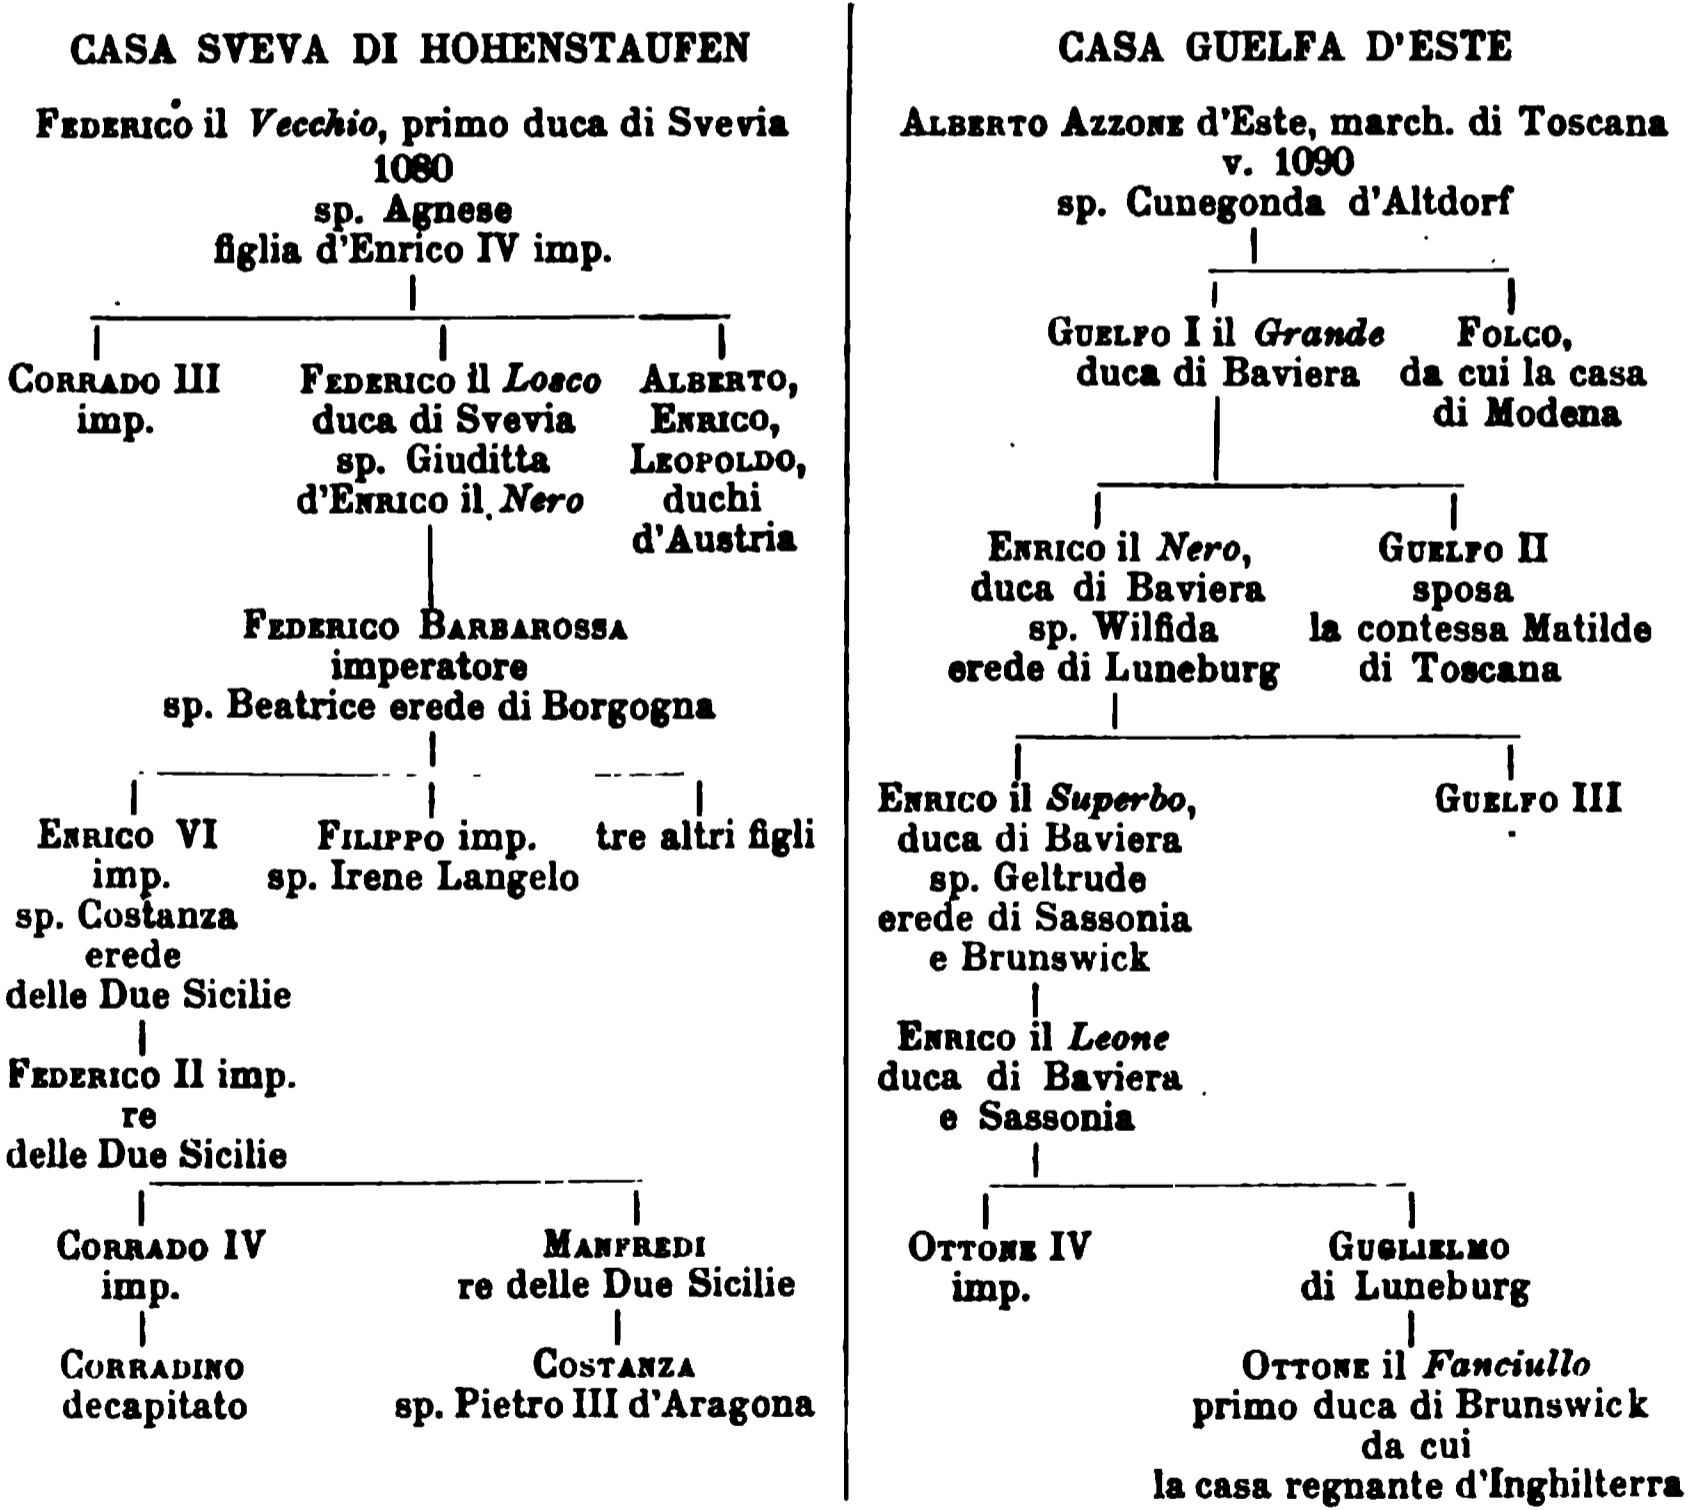 CASA SVEVA DI HOHENSTAUFEN
FEDERICO il Vecchio, primo duca di Svevia
1080
sp. Agnese
figlia d'Enrico IV imp.
CORRADO III
imp.
FEDERICO il Losco
duca di Svevia
sp. Giuditta
d'ENRICO il Nero
ALBERTO,
ENRICO,
LEOPOLDO,
duchi
d'Austria
FEDERICO BARBAROSSA
imperatore
sp. Beatrice erede di Borgogna
ENRICO VI
imp.
sp. Costanza
erede
delle Due Sicilie
FILIPPO imp.
sp. Irene Langelo
tre altri figli
FEDERICO II imp.
re
delle Due Sicilie
CORRADO IV
imp.
MANFREDI
re delle Due Sicilie
CORRADINO
decapitato
COSTANZA
sp. Pietro III d'Aragona
CASA GUELFA D'ESTE
ALBERTO AZZONE d'Este, march. di Toscana
v. 1090
sp. Cunegonda d'Altdorf
GUELFO I il Grande
duca di Baviera
FOLCO,
da cui la casa
di Modena
ENRICO il Nero,
duca di Baviera
sp. Wilfida
erede di Luneburg
GUELFO II
sposa
la contessa Matilde
di Toscana
ENRICO il Superbo,
duca di Baviera
sp. Geltrude
erede di Sassonia
e Brunswick
GUELFO III
ENRICO il Leone
duca di Baviera
e Sassonia
OTTONE IV
imp.
GUGLIELMO
di Luneburg
OTTONE il Fanciullo
primo duca di Brunswick
da cui
la casa regnante d'Inghilterra